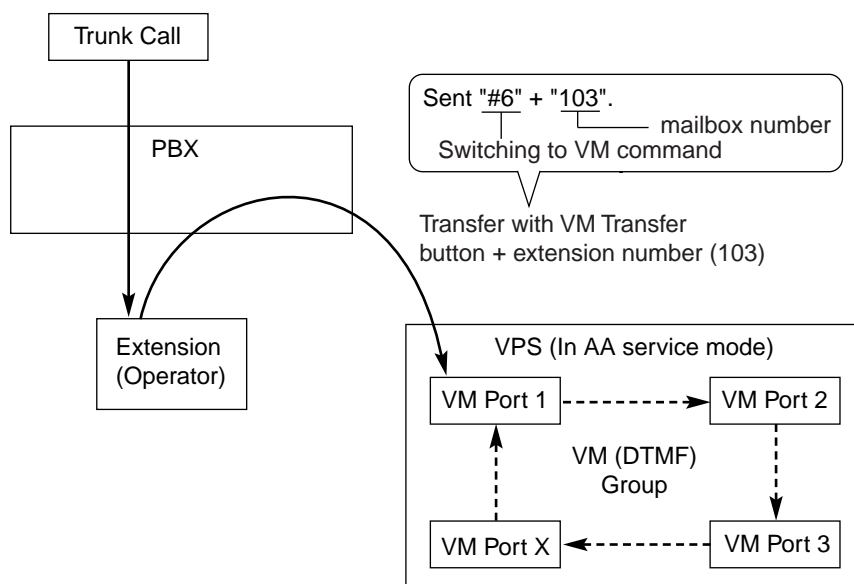 Trunk Call
PBX
Sent "#6" + "103".
mailbox number
Switching to VM command
Transfer with VM Transfer
button + extension number (103)
Extension
(Operator)
VPS (In AA service mode)
VM Port 1
VM Port 2
VM (DTMF)
Group
VM Port X
VM Port 3